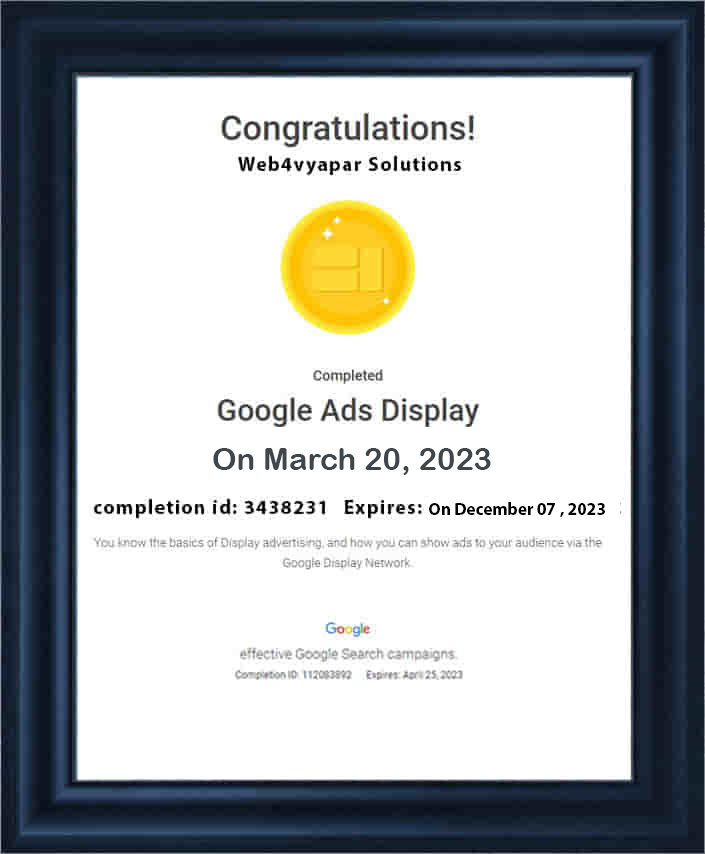 Congratulations!
Web4vyapar Solutions
Completed
Google Ads Display
On March 20, 2023
completion id: 3438231 Expires: On December 07 , 2023
You know the basics of Display advertising, and how you can show ads to your audience via the
Google Display Network.
Google
effective Google Search campaigns.
Completion ID: 112083892 Expires: April 25, 2023